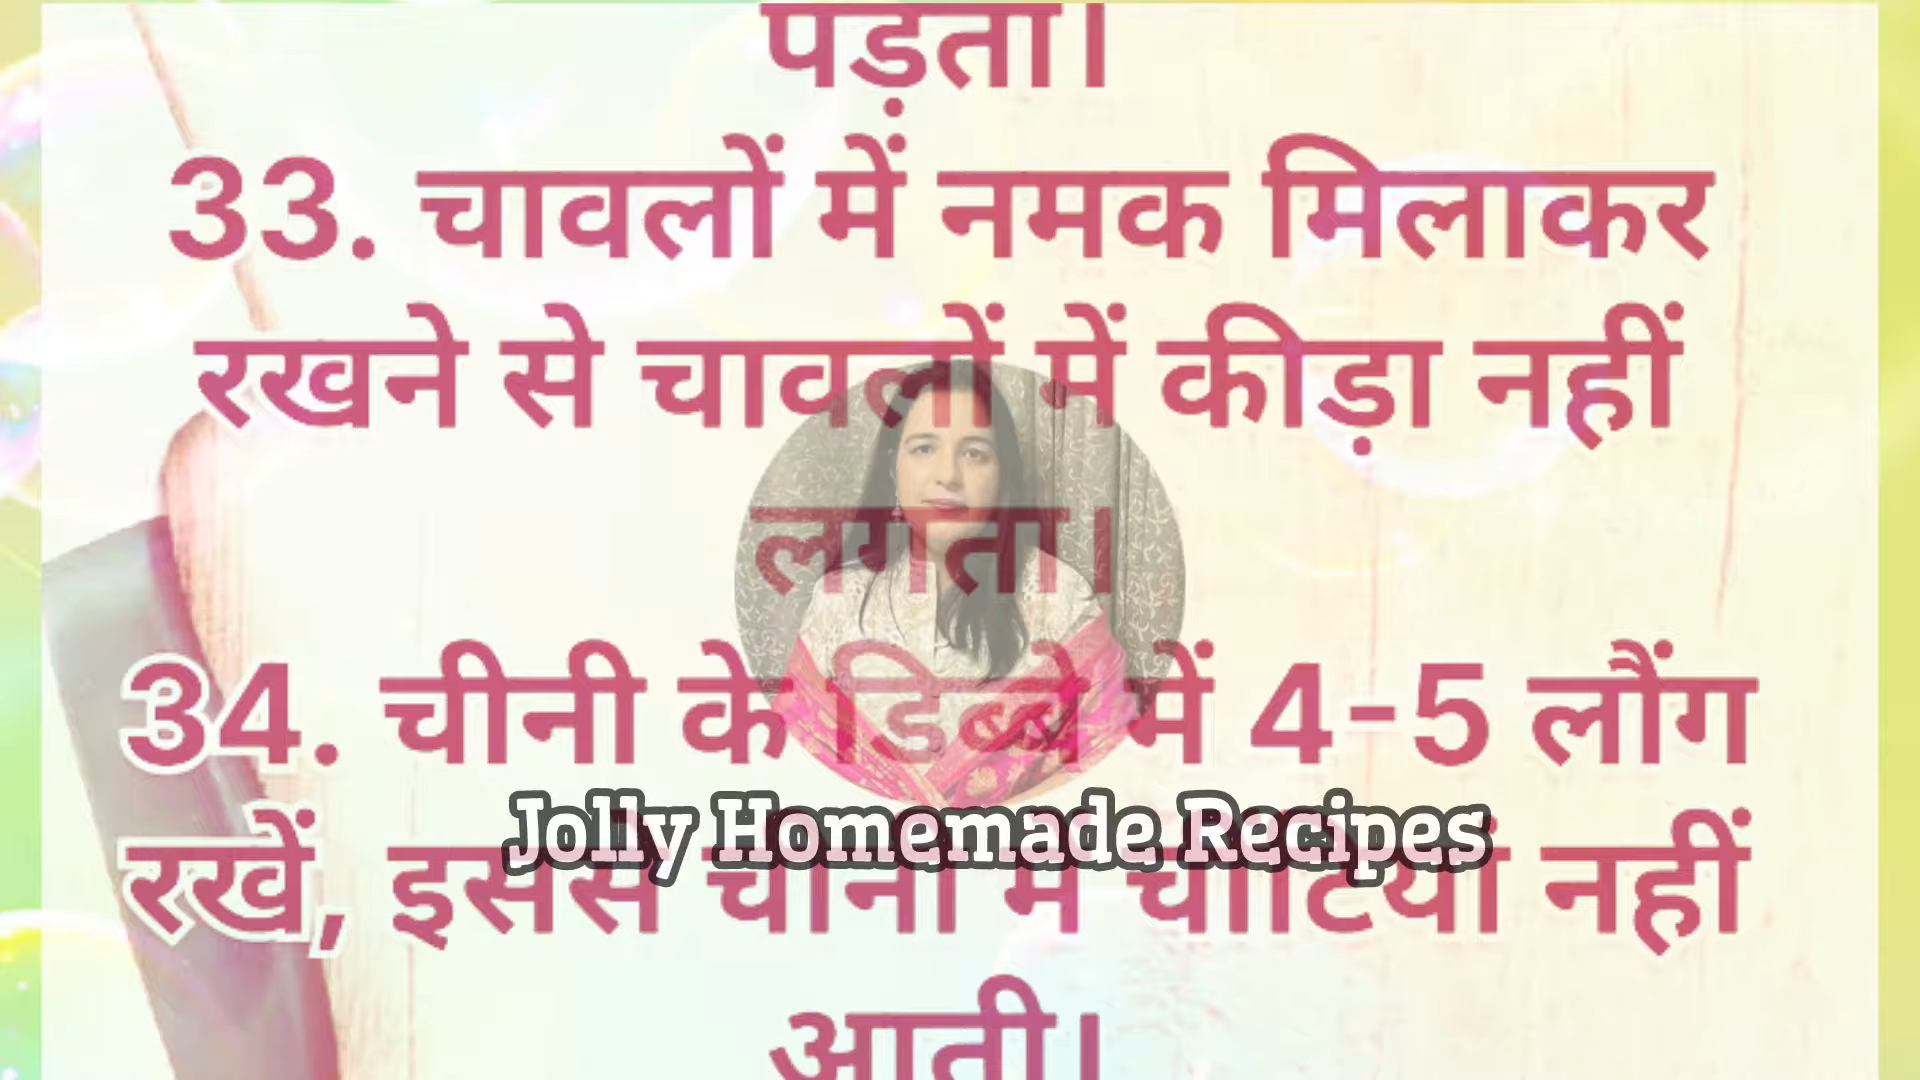 पड़ता।
33. चावलों में नमक मिलाकर
रखने से चावलों में कीड़ा नहीं
लगता।
34. चीनी के डिब्बे में 4-5 लौंग
Jolly Homemade Recipes
रखें, इससे चीनी में चीटियां नहीं
आती।